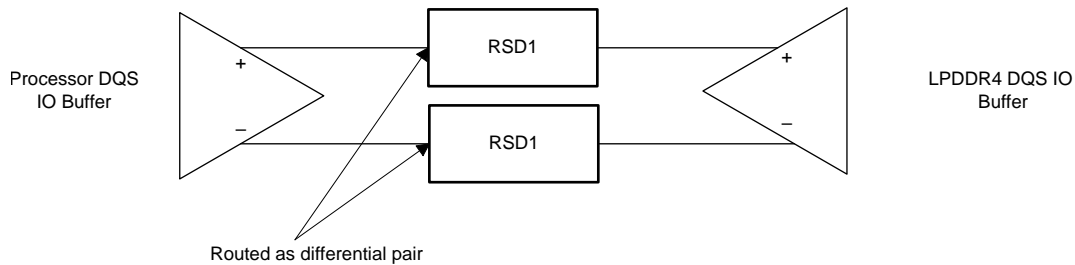 RSD1
+
+
Processor DQS
IO Buffer
LPDDR4 DQS IO
Buffer
–
–
RSD1
Routed as differential pair